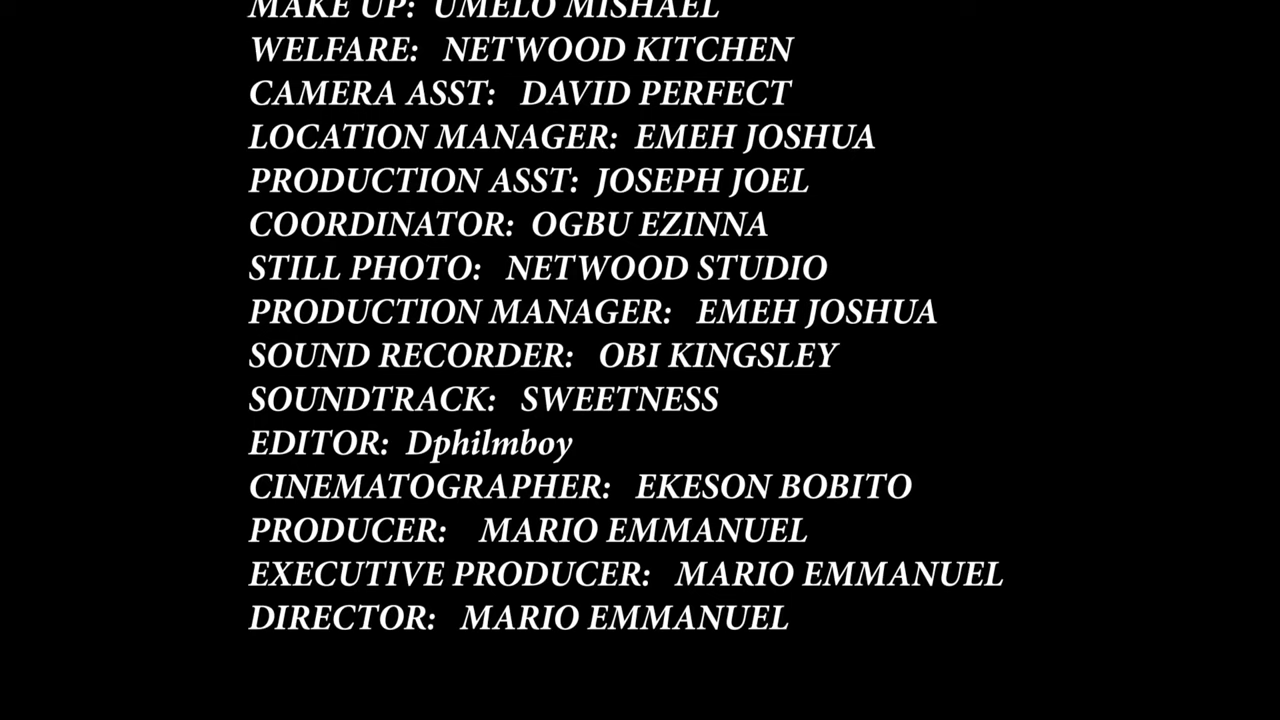 MAKE UP: UMELO MISHAEL
WELFARE: NETWOOD KITCHEN
CAMERA ASST: DAVID PERFECT
LOCATION MANAGER: EMEH JOSHUA
PRODUCTION ASST: JOSEPH JOEL
COORDINATOR: OGBU EZINNA
STILL PHOTO: NETWOOD STUDIO
PRODUCTION MANAGER: EMEH JOSHUA
SOUND RECORDER: OBI KINGSLEY
SOUNDTRACK: SWEETNESS
EDITOR: Dphilmboy
CINEMATOGRAPHER: EKESON BOBITO
PRODUCER: MARIO EMMANUEL
EXECUTIVE PRODUCER: MARIO EMMANUEL
DIRECTOR: MARIO EMMANUEL